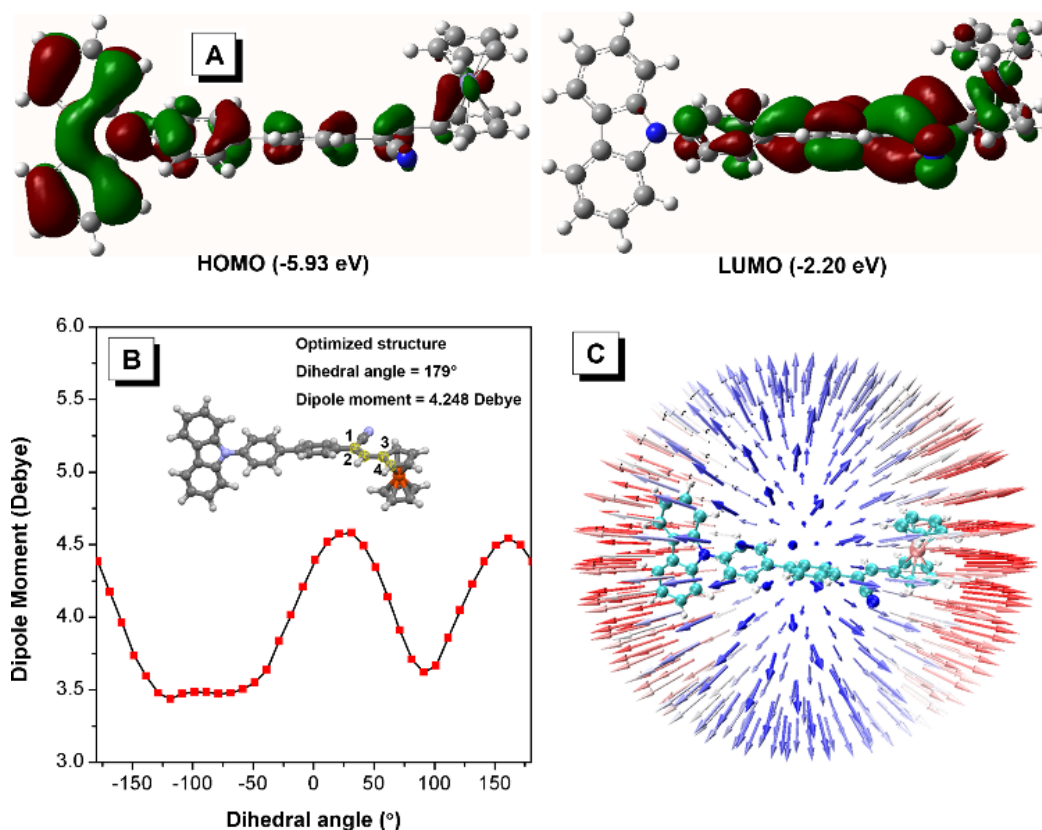 A
HOMO (-5.93 eV)
LUMO (-2.20 eV)
B
Optimized structure
Dihedral angle = 179°
Dipole moment = 4.248 Debye
1
2
3
4
6.0
5.5
5.0
4.5
4.0
3.5
3.0
Dipole Moment (Debye)
-150
-100
-50
0
50
100
150
Dihedral angle (°)
C